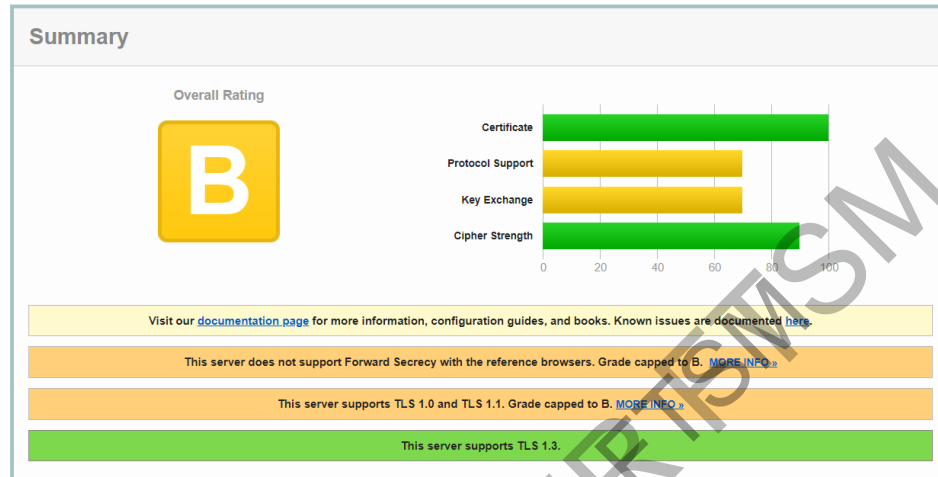 Summary
Overall Rating
B
Certificate
Protocol Support
Key Exchange
Cipher Strength
0 20 40 60 80 100
Visit our documentation page for more information, configuration guides, and books. Known issues are documented here.
This server does not support Forward Secrecy with the reference browsers. Grade capped to B. MORE INFO »
This server supports TLS 1.0 and TLS 1.1. Grade capped to B. MORE INFO »
This server supports TLS 1.3.